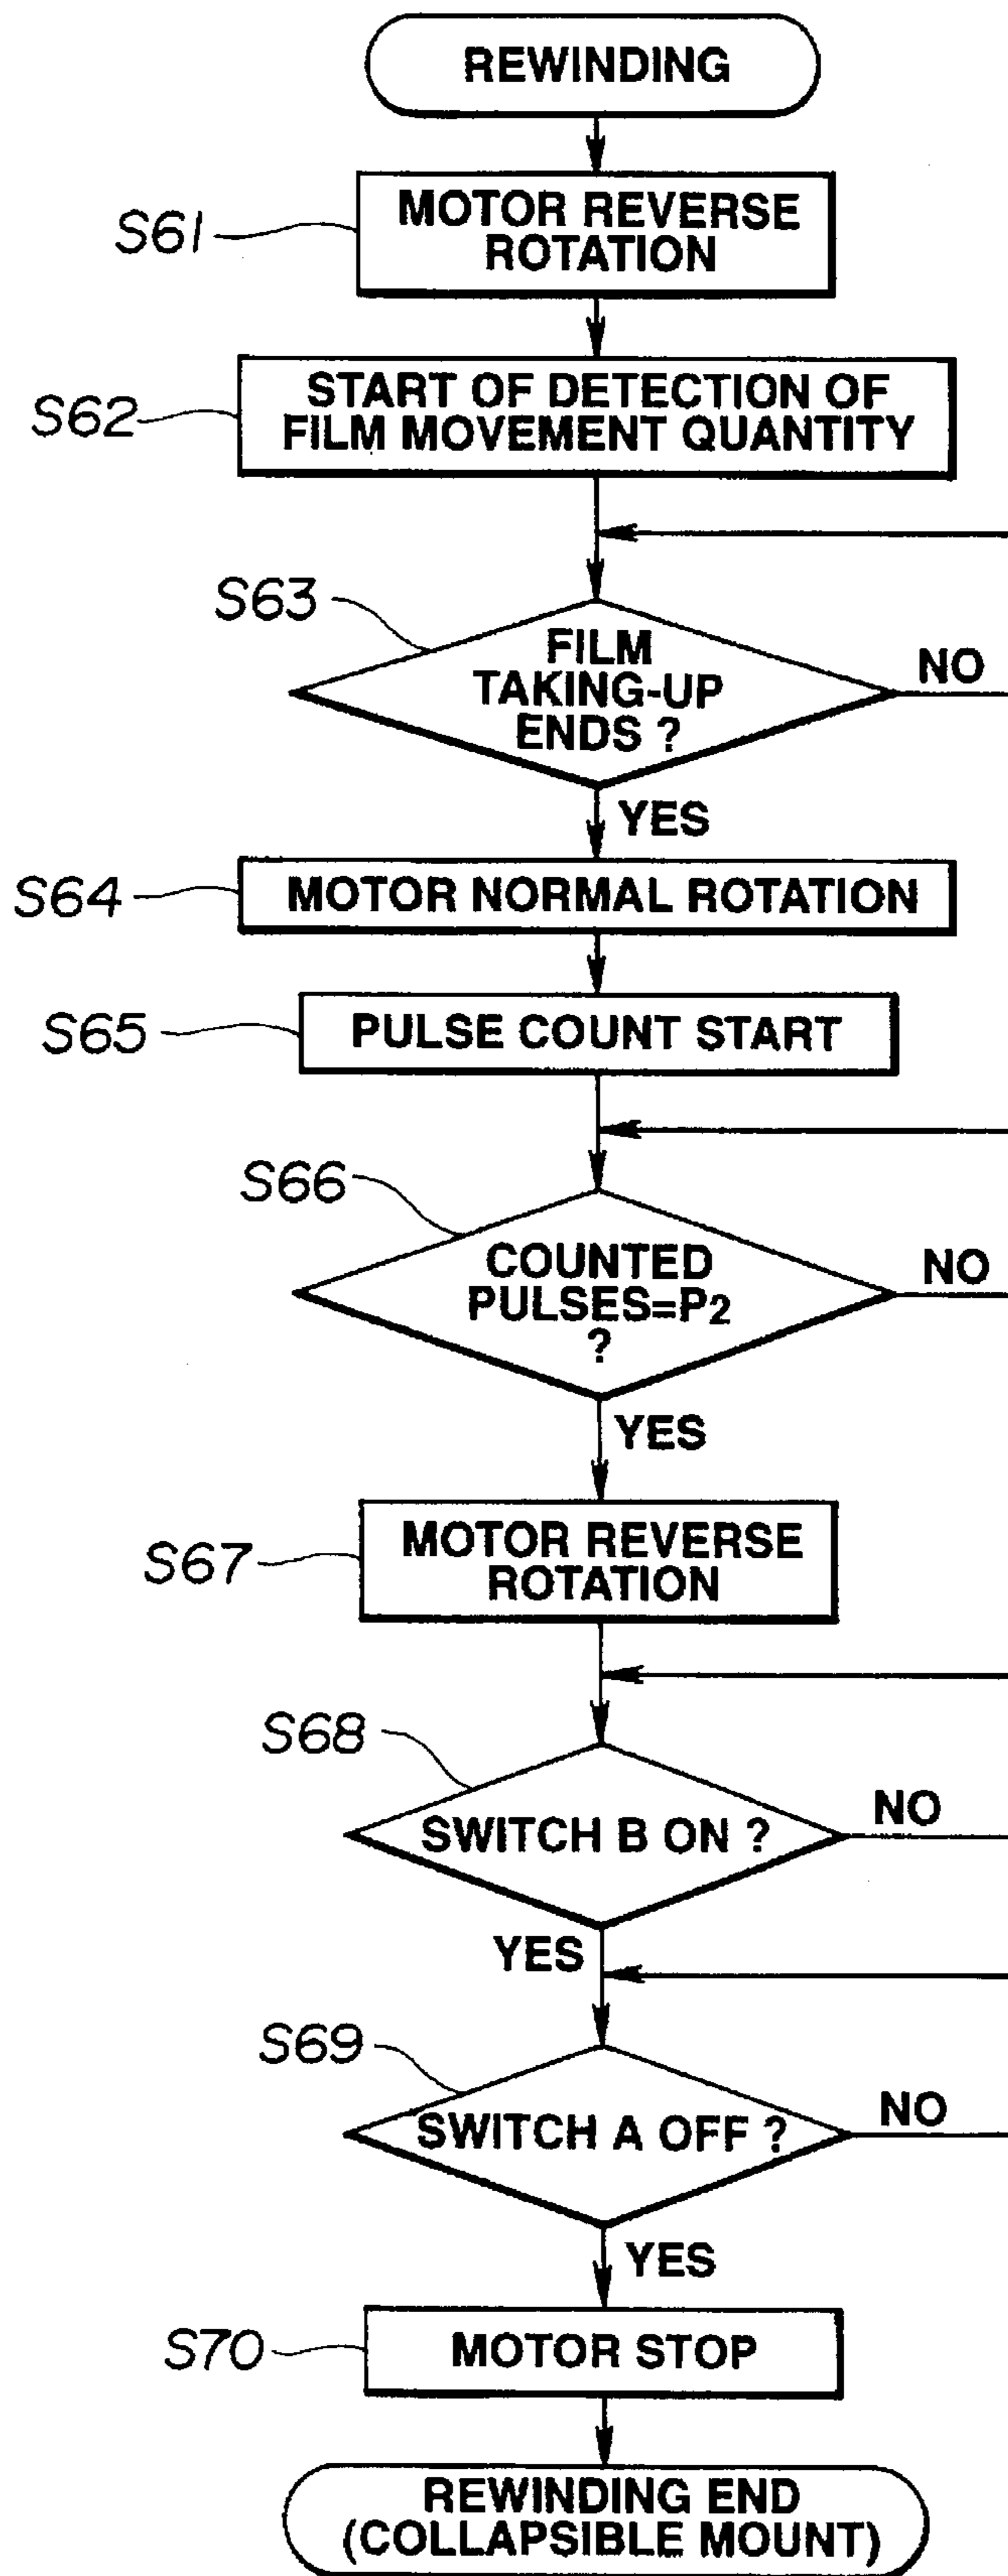 REWINDING
S61
MOTOR REVERSE
ROTATION
S62
START OF DETECTION OF
FILM MOVEMENT QUANTITY
S63
FILM
TAKING-UP
ENDS ?
NO
YES
S64
MOTOR NORMAL ROTATION
S65
PULSE COUNT START
S66
COUNTED
PULSES=P2
?
NO
YES
S67
MOTOR REVERSE
ROTATION
S68
SWITCH B ON ?
NO
YES
S69
SWITCH A OFF ?
NO
YES
S70
MOTOR STOP
REWINDING END
(COLLAPSIBLE MOUNT)